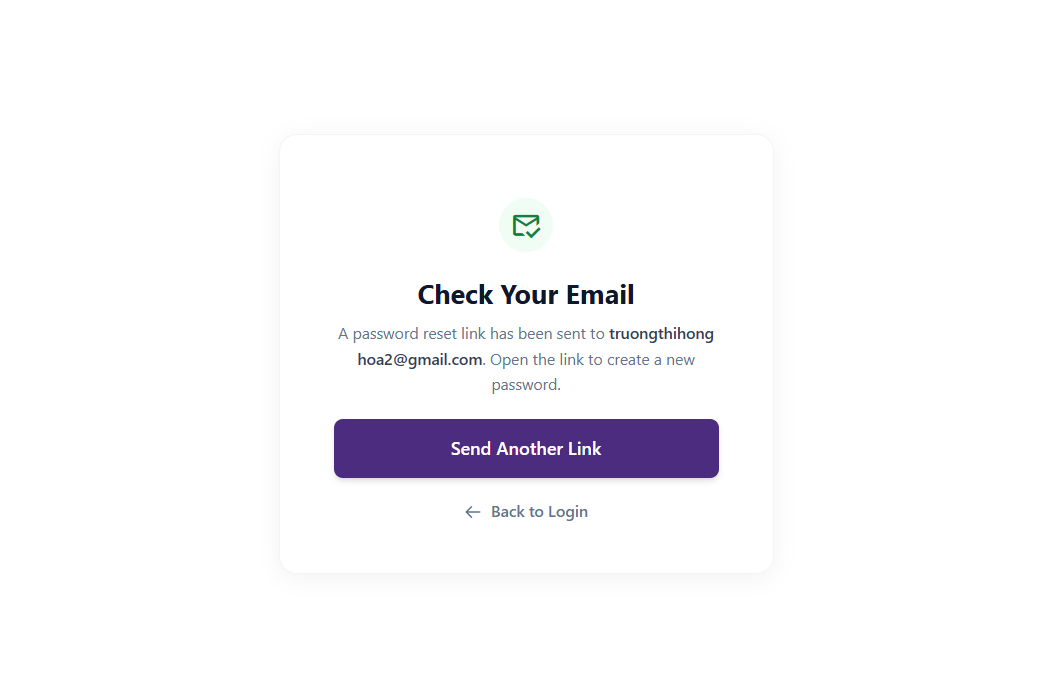 Check Your Email
A password reset link has been sent to truongthihong
hoa2@gmail.com. Open the link to create a new
password.
Send Another Link
Back to Login